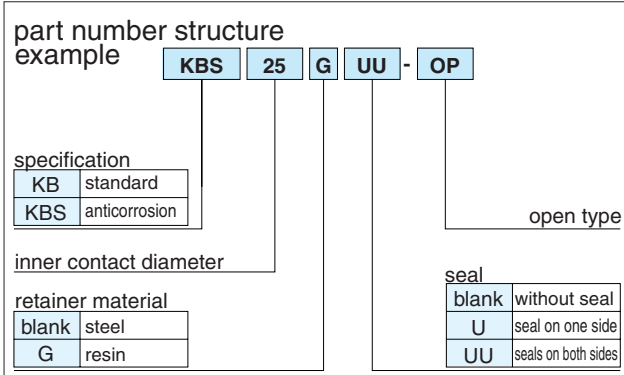 part number structure
example
KBS 25 G UU - OP
specification
KB standard
KBS anticorrosion
open type
inner contact diameter
seal
retainer material
blank without seal
blank steel
U seal on one side
G resin
UU seals on both sides